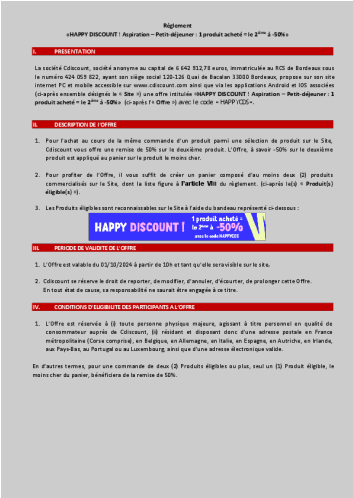 Règlement
«HAPPY DISCOUNT ! Aspiration – Petit-déjeuner : 1 produit acheté = le 2ème à -50%»
I. PRESENTATION
La société Cdiscount, société anonyme au capital de 6 642 912,78 euros, immatriculée au RCS de Bordeaux sous
le numéro 424 059 822, ayant son siège social 120-126 Quai de Bacalan 33000 Bordeaux, propose sur son site
internet PC et mobile accessible sur www.cdiscount.com ainsi que via les applications Android et IOS associées
(ci-après ensemble désignés le « Site ») une offre intitulée «HAPPY DISCOUNT ! Aspiration – Petit-déjeuner : 1
produit acheté = le 2ème à -50%» (ci-après l'« Offre ») avec le code « HAPPYCDS».
II. DESCRIPTION DE L'OFFRE
1. Pour l'achat au cours de la même commande d'un produit parmi une sélection de produit sur le Site,
Cdiscount vous offre une remise de 50% sur le deuxième produit. L'Offre, à savoir -50% sur le deuxième
produit est appliqué au panier sur le produit le moins cher.
2. Pour profiter de l'Offre, il vous suffit de créer un panier composé d'au moins deux (2) produits
commercialisés sur le Site, dont la liste figure à l'article VII du règlement. (ci-après le(s) « Produit(s)
éligible(s) »).
3. Les Produits éligibles sont reconnaissables sur le Site à l'aide du bandeau représenté ci-dessous :
HAPPY DISCOUNT !
1 produit acheté =
le 2ème à -50%
avec le code HAPPYCDS
III. PERIODE DE VALIDITE DE L'OFFRE
1. L'Offre est valable du 01/10/2024 à partir de 10h et tant qu'elle sera visible sur le site.
2. Cdiscount se réserve le droit de reporter, de modifier, d'annuler, d'écourter, de prolonger cette Offre.
En tout état de cause, sa responsabilité ne saurait être engagée à ce titre.
IV. CONDITIONS D'ELIGIBILITE DES PARTICIPANTS A L'OFFRE
1. L'Offre est réservée à (i) toute personne physique majeure, agissant à titre personnel en qualité de
consommateur auprès de Cdiscount, (ii) résidant et disposant donc d'une adresse postale en France
métropolitaine (Corse comprise), en Belgique, en Allemagne, en Italie, en Espagne, en Autriche, en Irlande,
aux Pays-Bas, au Portugal ou au Luxembourg, ainsi que d'une adresse électronique valide.
En d'autres termes, pour une commande de deux (2) Produits éligibles ou plus, seul un (1) Produit éligible, le
moins cher du panier, bénéficiera de la remise de 50%.